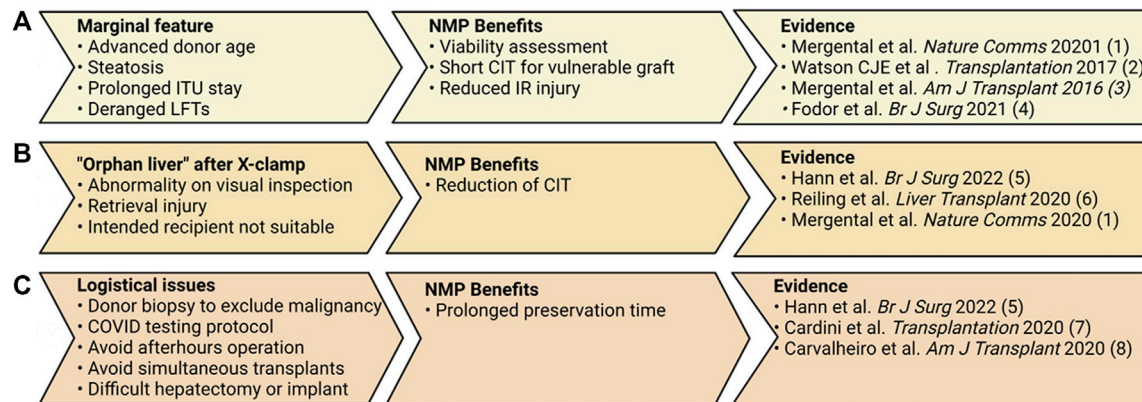 A
Marginal feature
• Advanced donor age
• Steatosis
• Prolonged ITU stay
• Deranged LFTs
NMP Benefits
• Viability assessment
• Short CIT for vulnerable graft
• Reduced IR injury
Evidence
• Mergental et al. Nature Comms 20201 (1)
• Watson CJE et al . Transplantation 2017 (2)
• Mergental et al. Am J Transplant 2016 (3)
• Fodor et al. Br J Surg 2021 (4)
B
"Orphan liver" after X-clamp
• Abnormality on visual inspection
• Retrieval injury
• Intended recipient not suitable
NMP Benefits
• Reduction of CIT
Evidence
• Hann et al. Br J Surg 2022 (5)
• Reiling et al. Liver Transplant 2020 (6)
• Mergental et al. Nature Comms 2020 (1)
C
Logistical issues
• Donor biopsy to exclude malignancy
• COVID testing protocol
• Avoid afterhours operation
• Avoid simultaneous transplants
• Difficult hepatectomy or implant
NMP Benefits
• Prolonged preservation time
Evidence
• Hann et al. Br J Surg 2022 (5)
• Cardini et al. Transplantation 2020 (7)
• Carvalheiro et al. Am J Transplant 2020 (8)